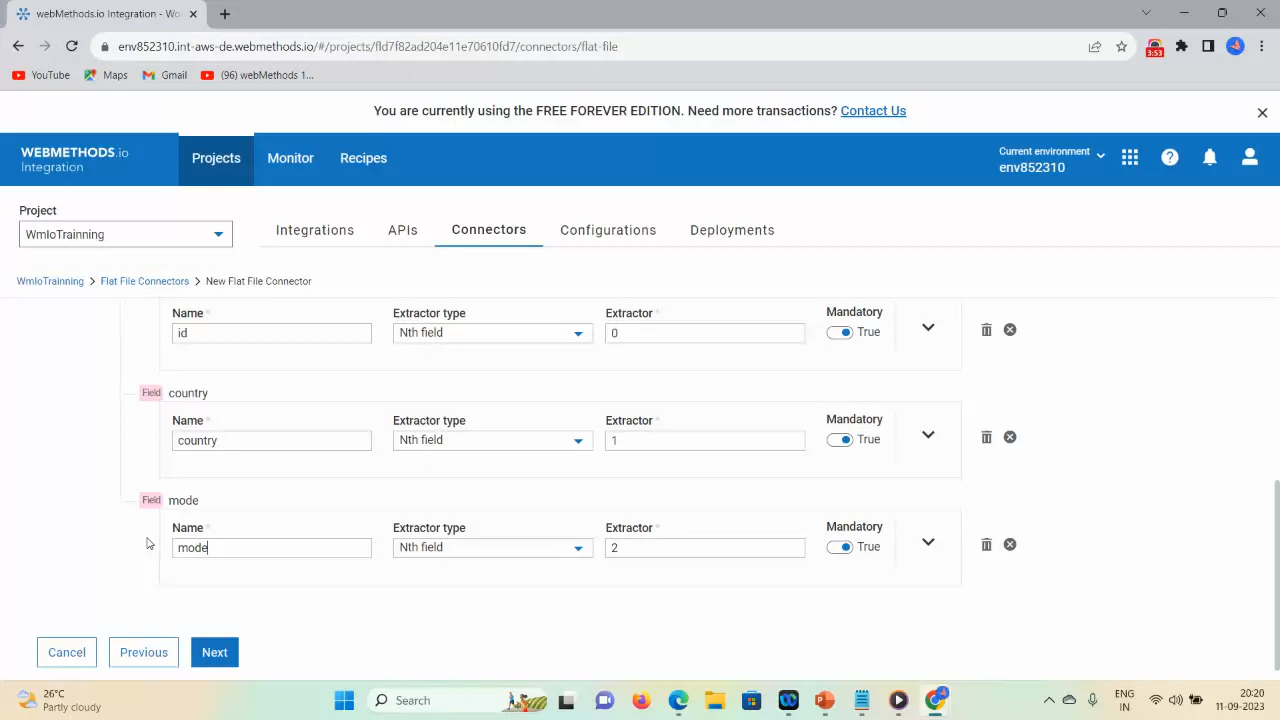 webMethods.io Integration - Wo
env852310.int-aws-de.webmethods.io/#/projects/fld7f82ad204e11e70610fd7/connectors/flat-file
3:53
YouTube Maps Gmail (96) webMethods 1...
You are currently using the FREE FOREVER EDITION. Need more transactions? Contact Us
WEBMETHODS.io
Integration
Projects Monitor Recipes
Current environment
env852310
Project
WmIoTrainning
Integrations APIs Connectors Configurations Deployments
WmIoTrainning > Flat File Connectors > New Flat File Connector
Name * Extractor type Extractor * Mandatory
id Nth field 0 True
Field country
Name * Extractor type Extractor * Mandatory
country Nth field 1 True
Field mode
Name * Extractor type Extractor * Mandatory
mode Nth field 2 True
Cancel Previous Next
26°C
Partly cloudy
Search
ENG
IN
20:20
11-09-2023